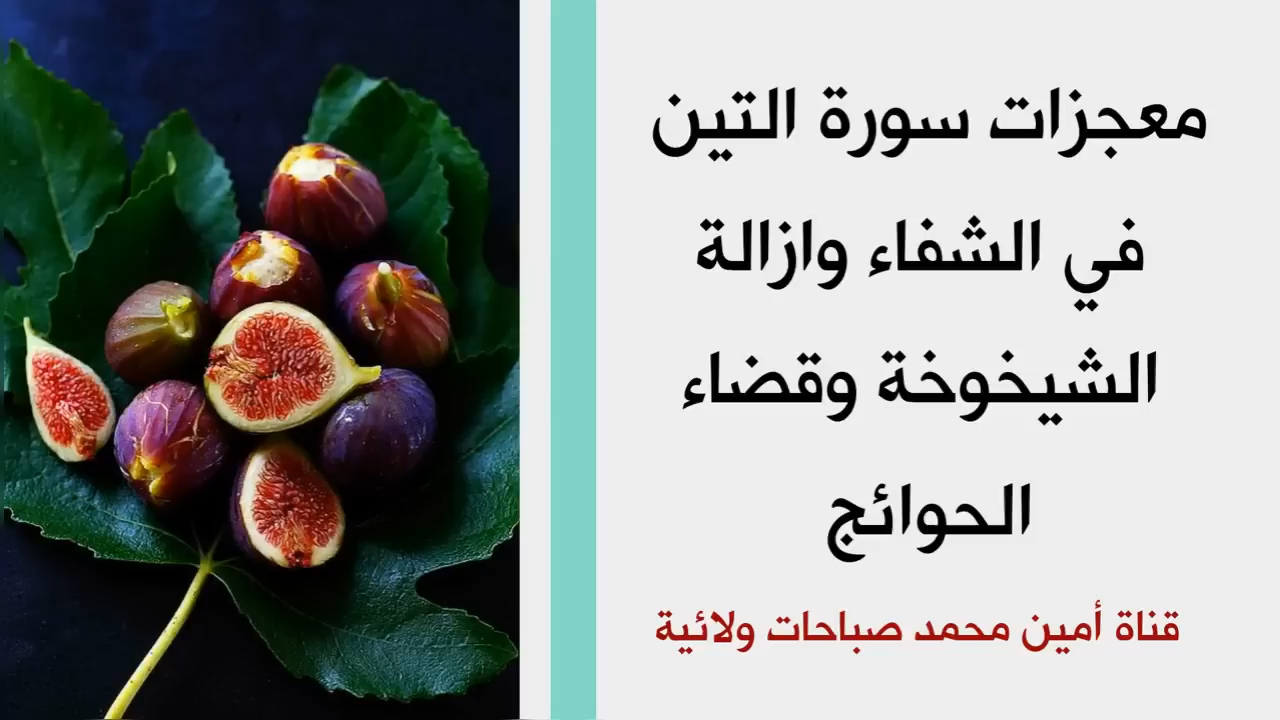 معجزات سورة التين
في الشفاء وازالة
الشيخوخة وقضاء
الحوائج
قناة أمين محمد صباحات ولائية